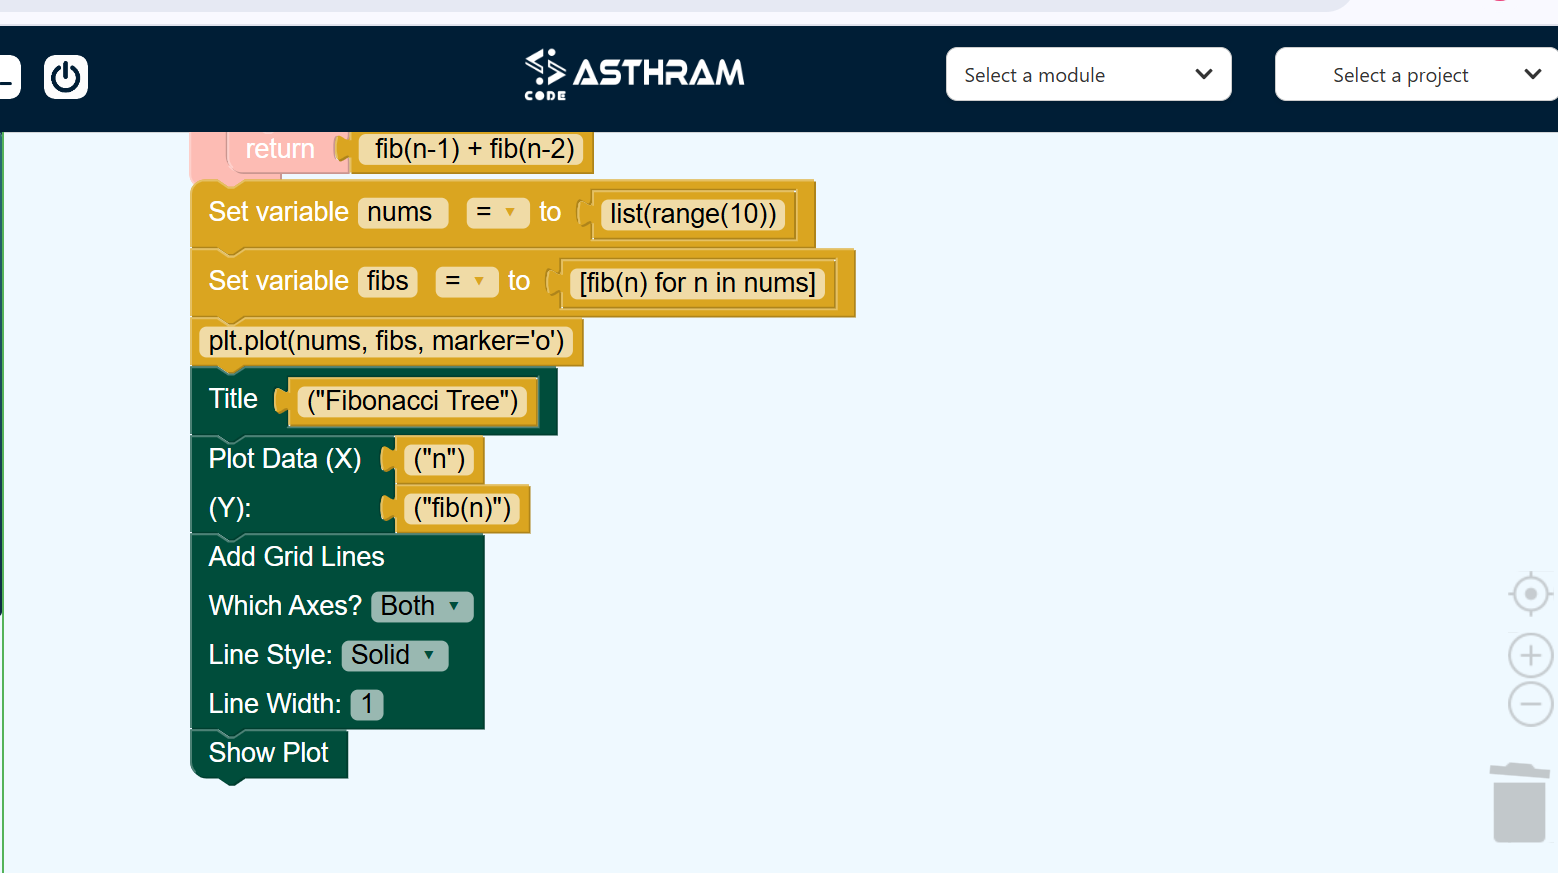 CODE ASTHRAM
Select a module
Select a project
return fib(n-1) + fib(n-2)
Set variable nums = to list(range(10))
Set variable fibs = to [fib(n) for n in nums]
plt.plot(nums, fibs, marker='o')
Title ("Fibonacci Tree")
Plot Data (X) ("n")
(Y): ("fib(n)")
Add Grid Lines
Which Axes? Both
Line Style: Solid
Line Width: 1
Show Plot